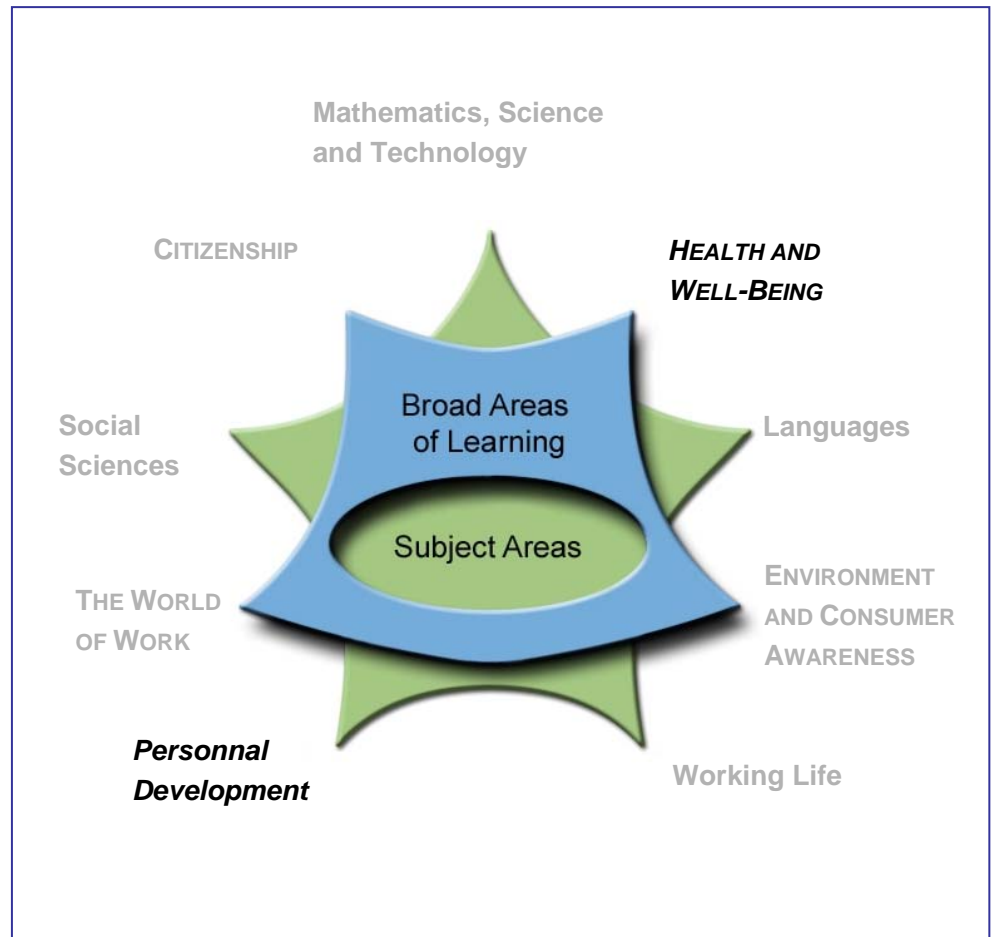 Mathematics, Science
and Technology
CITIZENSHIP
HEALTH AND
WELL-BEING
Broad Areas
of Learning
Social
Sciences
Languages
Subject Areas
THE WORLD
OF WORK
ENVIRONMENT
AND CONSUMER
AWARENESS
Personnal
Development
Working Life